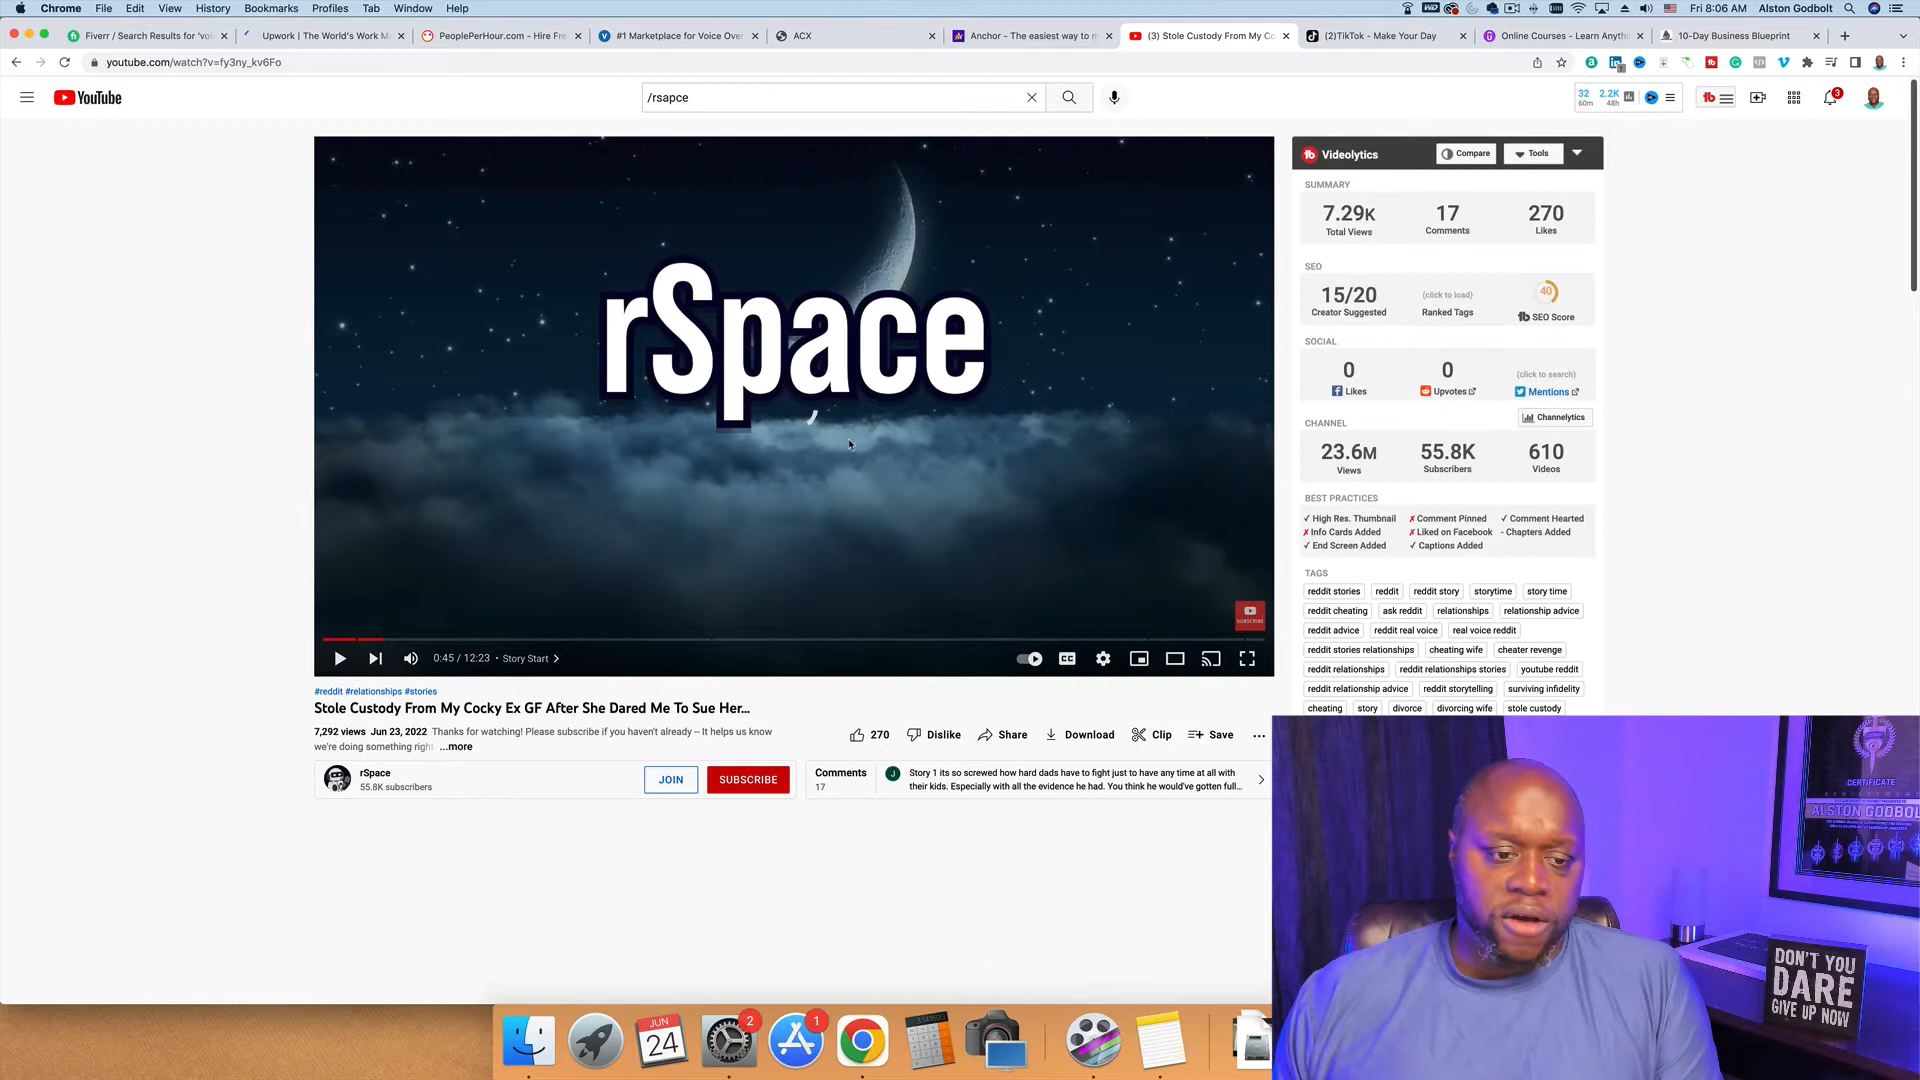 Chrome File Edit View History Bookmarks Profiles Tab Window Help
Fri 8:06 AM Alston Godbolt
Fiverr / Search Results for 'voi
Upwork | The World's Work M
PeoplePerHour.com - Hire Fre
#1 Marketplace for Voice Over
ACX
Anchor - The easiest way to m
(3) Stole Custody From My Co
(2)TikTok - Make Your Day
Online Courses - Learn Anythi
10-Day Business Blueprint
youtube.com/watch?v=fy3ny_kv6Fo
YouTube
/rsapce
32 2.2K
60m 48h
3
rSpace
SUBSCRIBE
0:45 / 12:23 • Story Start
#reddit #relationships #stories
Stole Custody From My Cocky Ex GF After She Dared Me To Sue Her...
7,292 views Jun 23, 2022 Thanks for watching! Please subscribe if you haven't already – It helps us know
we're doing something right ...more
270 Dislike Share Download Clip Save
rSpace
55.8K subscribers
JOIN SUBSCRIBE
Comments
17
Story 1 its so screwed how hard dads have to fight just to have any time at all with
their kids. Especially with all the evidence he had. You think he would've gotten full...
Videolytics Compare Tools
SUMMARY
7.29K 17 270
Total Views Comments Likes
SEO
15/20 (click to load) 40
Creator Suggested Ranked Tags SEO Score
SOCIAL
0 0 (click to search)
Likes Upvotes Mentions
Channelytics
CHANNEL
23.6M 55.8K 610
Views Subscribers Videos
BEST PRACTICES
✓ High Res. Thumbnail ✗ Comment Pinned ✓ Comment Hearted
✗ Info Cards Added ✗ Liked on Facebook - Chapters Added
✓ End Screen Added ✓ Captions Added
TAGS
reddit stories reddit reddit story storytime story time
reddit cheating ask reddit relationships relationship advice
reddit advice reddit real voice real voice reddit
reddit stories relationships cheating wife cheater revenge
reddit relationships reddit relationships stories youtube reddit
reddit relationship advice reddit storytelling surviving infidelity
cheating story divorce divorcing wife stole custody
CERTIFICATE
ALSTON GODBOL
DON'T YOU
DARE
GIVE UP NOW
JUN
24
2
1